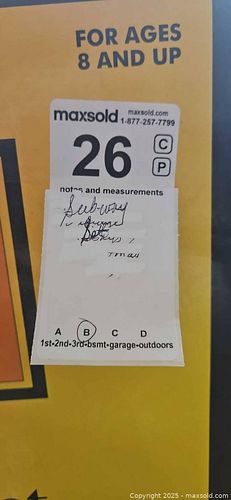 FOR AGES
8 AND UP
maxsold maxsold.com
1-877-257-7799
26
C
P
notes and measurements
Subway
Set
A B C D
1st-2nd-3rd-bsmt-garage-outdoors
Copyright © 2025 - maxsold.com